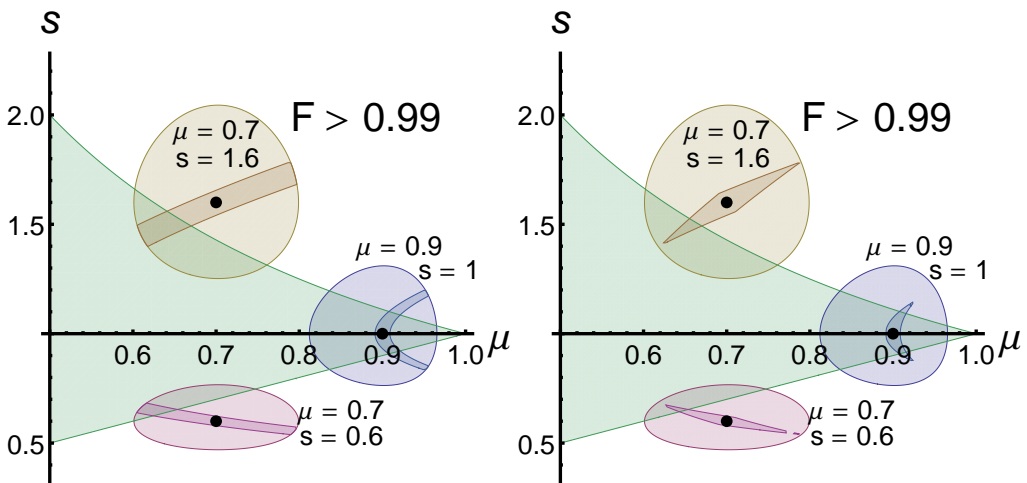 s
2.0
1.5
0.5
F > 0.99
μ = 0.7
s = 1.6
μ = 0.9
s = 1
0.6 0.7 0.8 0.9 1.0 μ
μ = 0.7
s = 0.6
s
2.0
1.5
0.5
F > 0.99
μ = 0.7
s = 1.6
μ = 0.9
s = 1
0.6 0.7 0.8 0.9 1.0 μ
μ = 0.7
s = 0.6